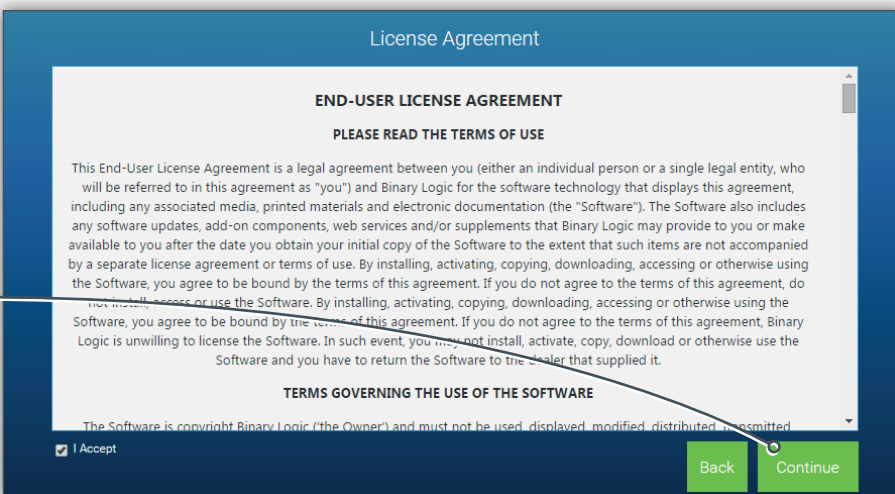 License Agreement
END-USER LICENSE AGREEMENT
PLEASE READ THE TERMS OF USE
This End-User License Agreement is a legal agreement between you (either an individual person or a single legal entity, who
will be referred to in this agreement as "you") and Binary Logic for the software technology that displays this agreement,
including any associated media, printed materials and electronic documentation (the "Software"). The Software also includes
any software updates, add-on components, web services and/or supplements that Binary Logic may provide to you or make
available to you after the date you obtain your initial copy of the Software to the extent that such items are not accompanied
by a separate license agreement or terms of use. By installing, activating, copying, downloading, accessing or otherwise using
the Software, you agree to be bound by the terms of this agreement. If you do not agree to the terms of this agreement, do
not install, access or use the Software. By installing, activating, copying, downloading, accessing or otherwise using the
Software, you agree to be bound by the terms of this agreement. If you do not agree to the terms of this agreement, Binary
Logic is unwilling to license the Software. In such event, you may not install, activate, copy, download or otherwise use the
Software and you have to return the Software to the dealer that supplied it.
TERMS GOVERNING THE USE OF THE SOFTWARE
The Software is copyright Binary Logic ('the Owner') and must not be used, displayed, modified, distributed, transmitted,
I Accept
Back
Continue